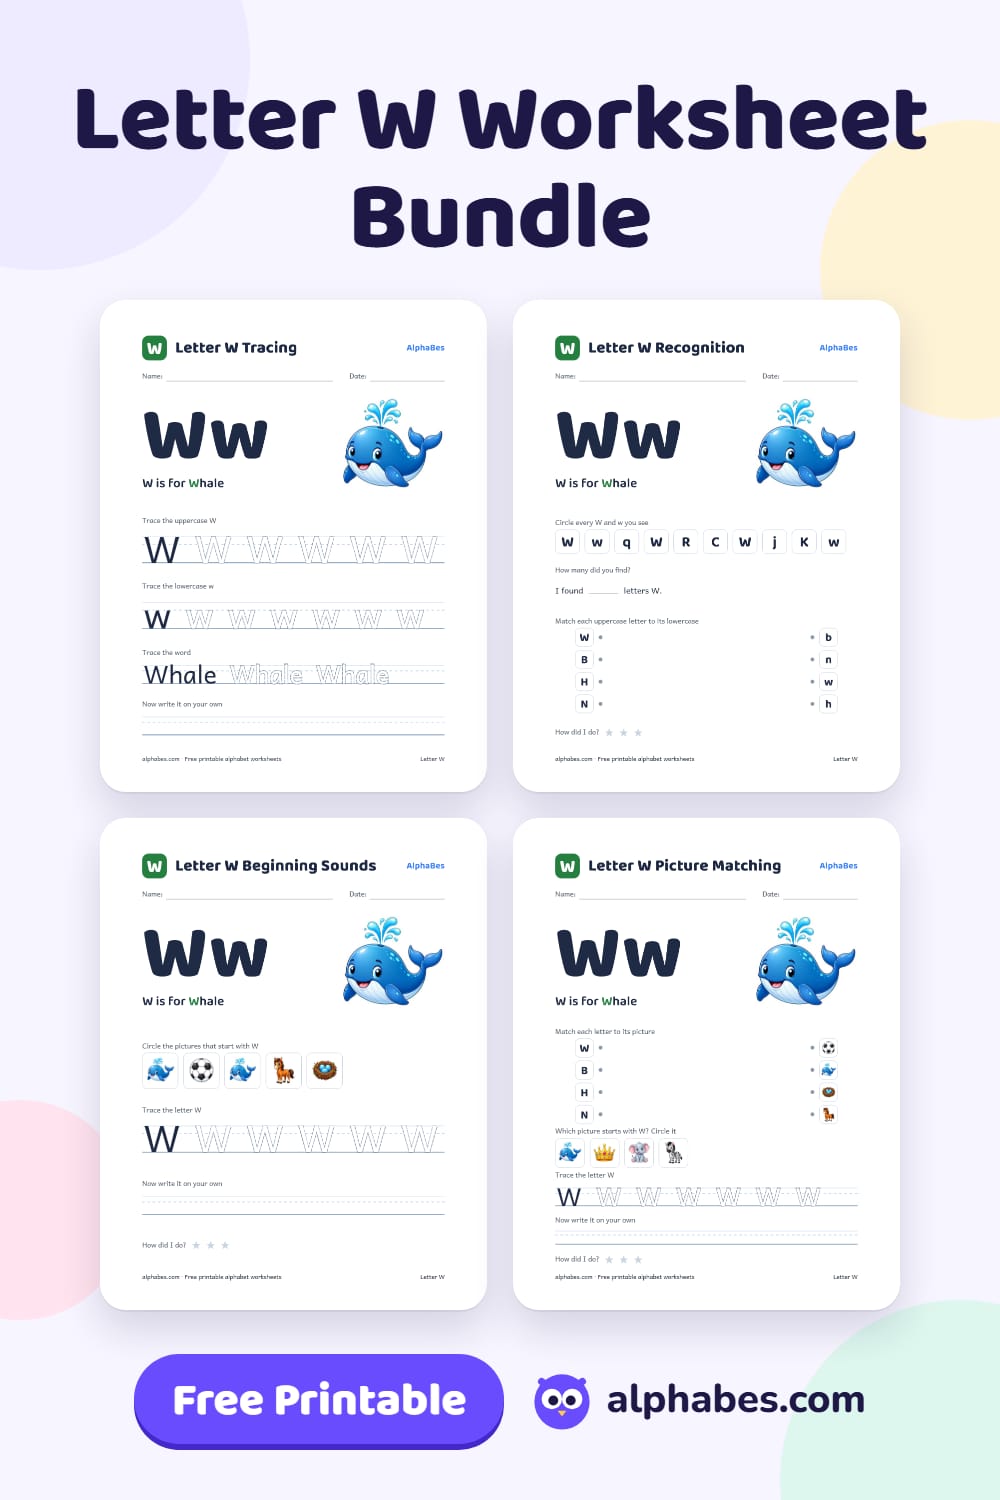 Letter W Worksheet
Bundle
W Letter W Tracing AlphaBes
Name: Date:
Ww
W is for Whale
Trace the uppercase W
W W W W W W
Trace the lowercase w
w w w w w w w
Trace the word
Whale Whale Whale
Now write it on your own
alphabes.com Free printable alphabet worksheets Letter W
W Letter W Recognition AlphaBes
Name: Date:
Ww
W is for Whale
Circle every W and w you see
W w q W R C W j K w
How many did you find?
I found letters W.
Match each uppercase letter to its lowercase
W b
B n
H w
N h
How did I do?
alphabes.com Free printable alphabet worksheets Letter W
W Letter W Beginning Sounds AlphaBes
Name: Date:
Ww
W is for Whale
Circle the pictures that start with W
Trace the letter W
W W W W W W
Now write it on your own
How did I do?
alphabes.com Free printable alphabet worksheets Letter W
W Letter W Picture Matching AlphaBes
Name: Date:
Ww
W is for Whale
Match each letter to its picture
W
B
H
N
Which picture starts with W? Circle it
Trace the letter W
W W W W W W W
Now write it on your own
How did I do?
alphabes.com Free printable alphabet worksheets Letter W
Free Printable
alphabes.com